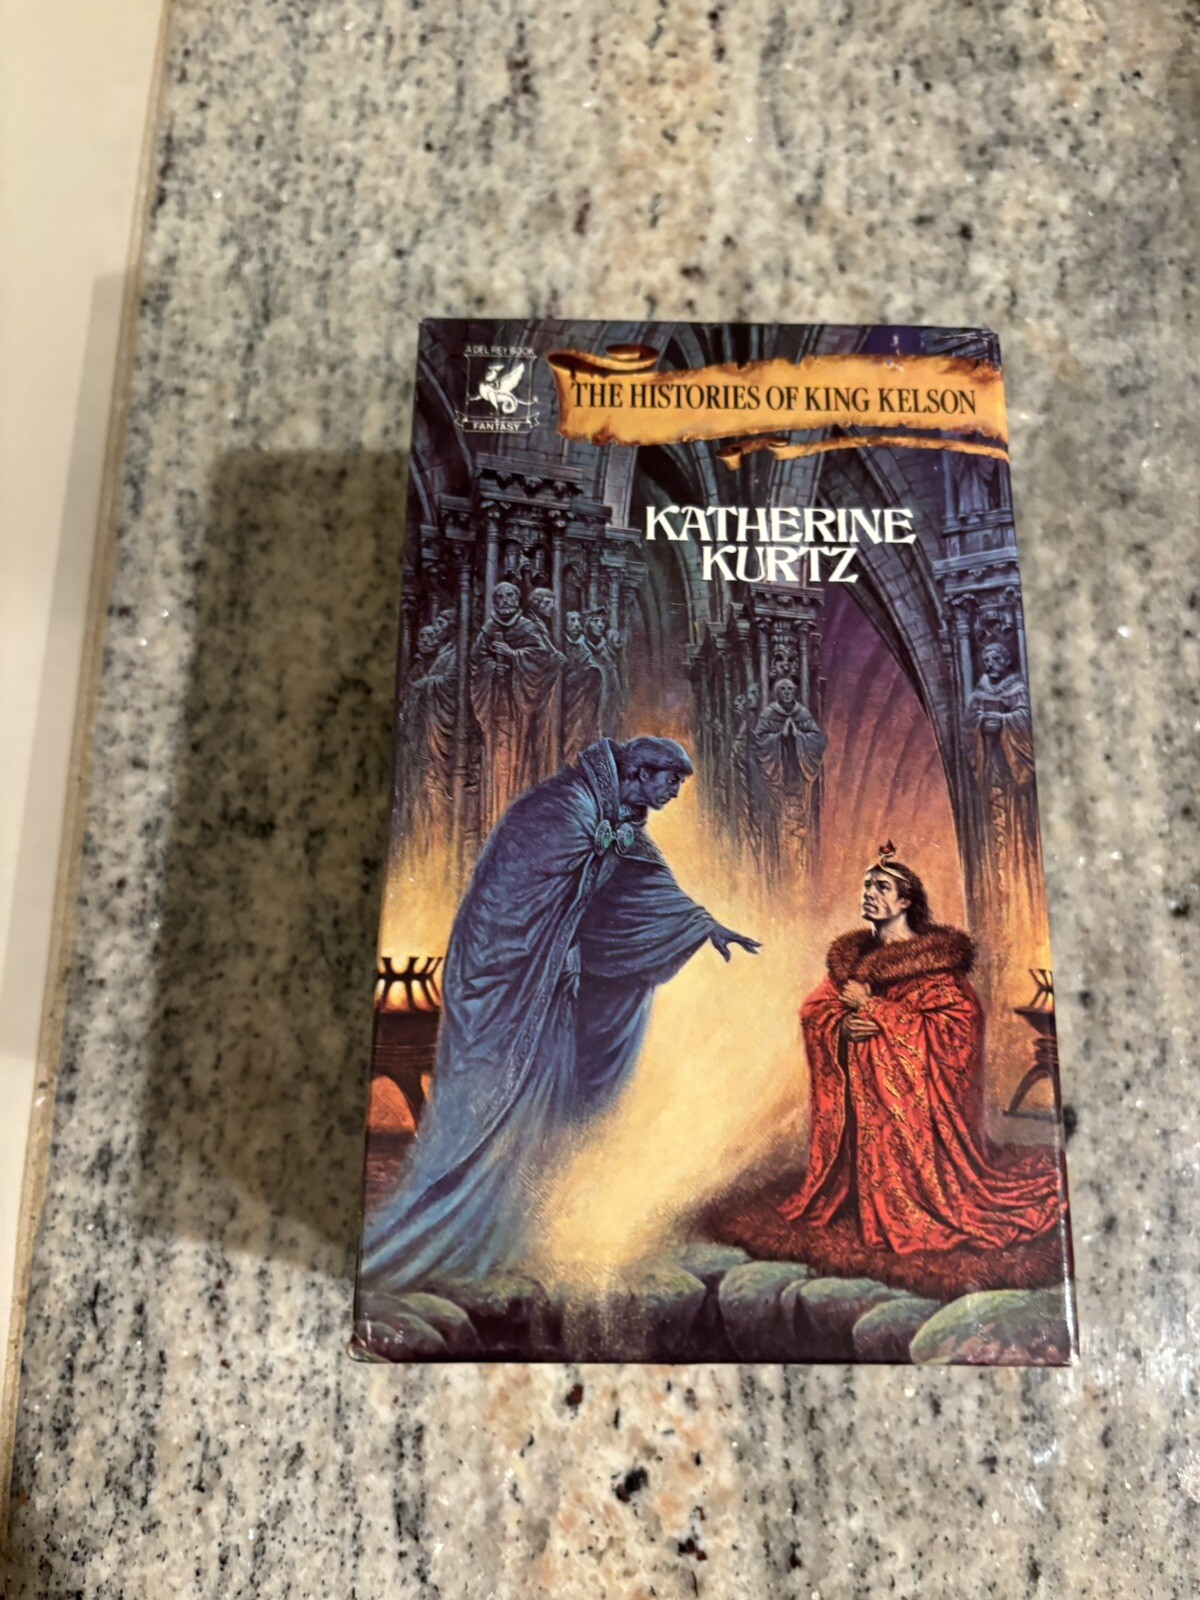 A DEL REY BOOK
FANTASY
THE HISTORIES OF KING KELSON
KATHERINE
KURTZ